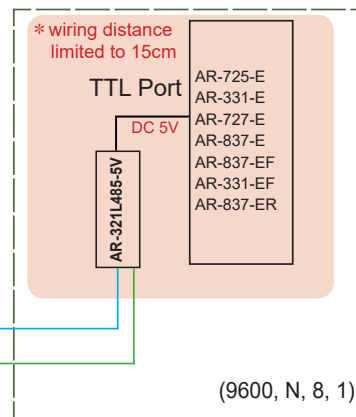 * wiring distance
limited to 15cm
TTL Port
DC 5V
AR-321L485-5V
AR-725-E
AR-331-E
AR-727-E
AR-837-E
AR-837-EF
AR-331-EF
AR-837-ER
(9600, N, 8, 1)